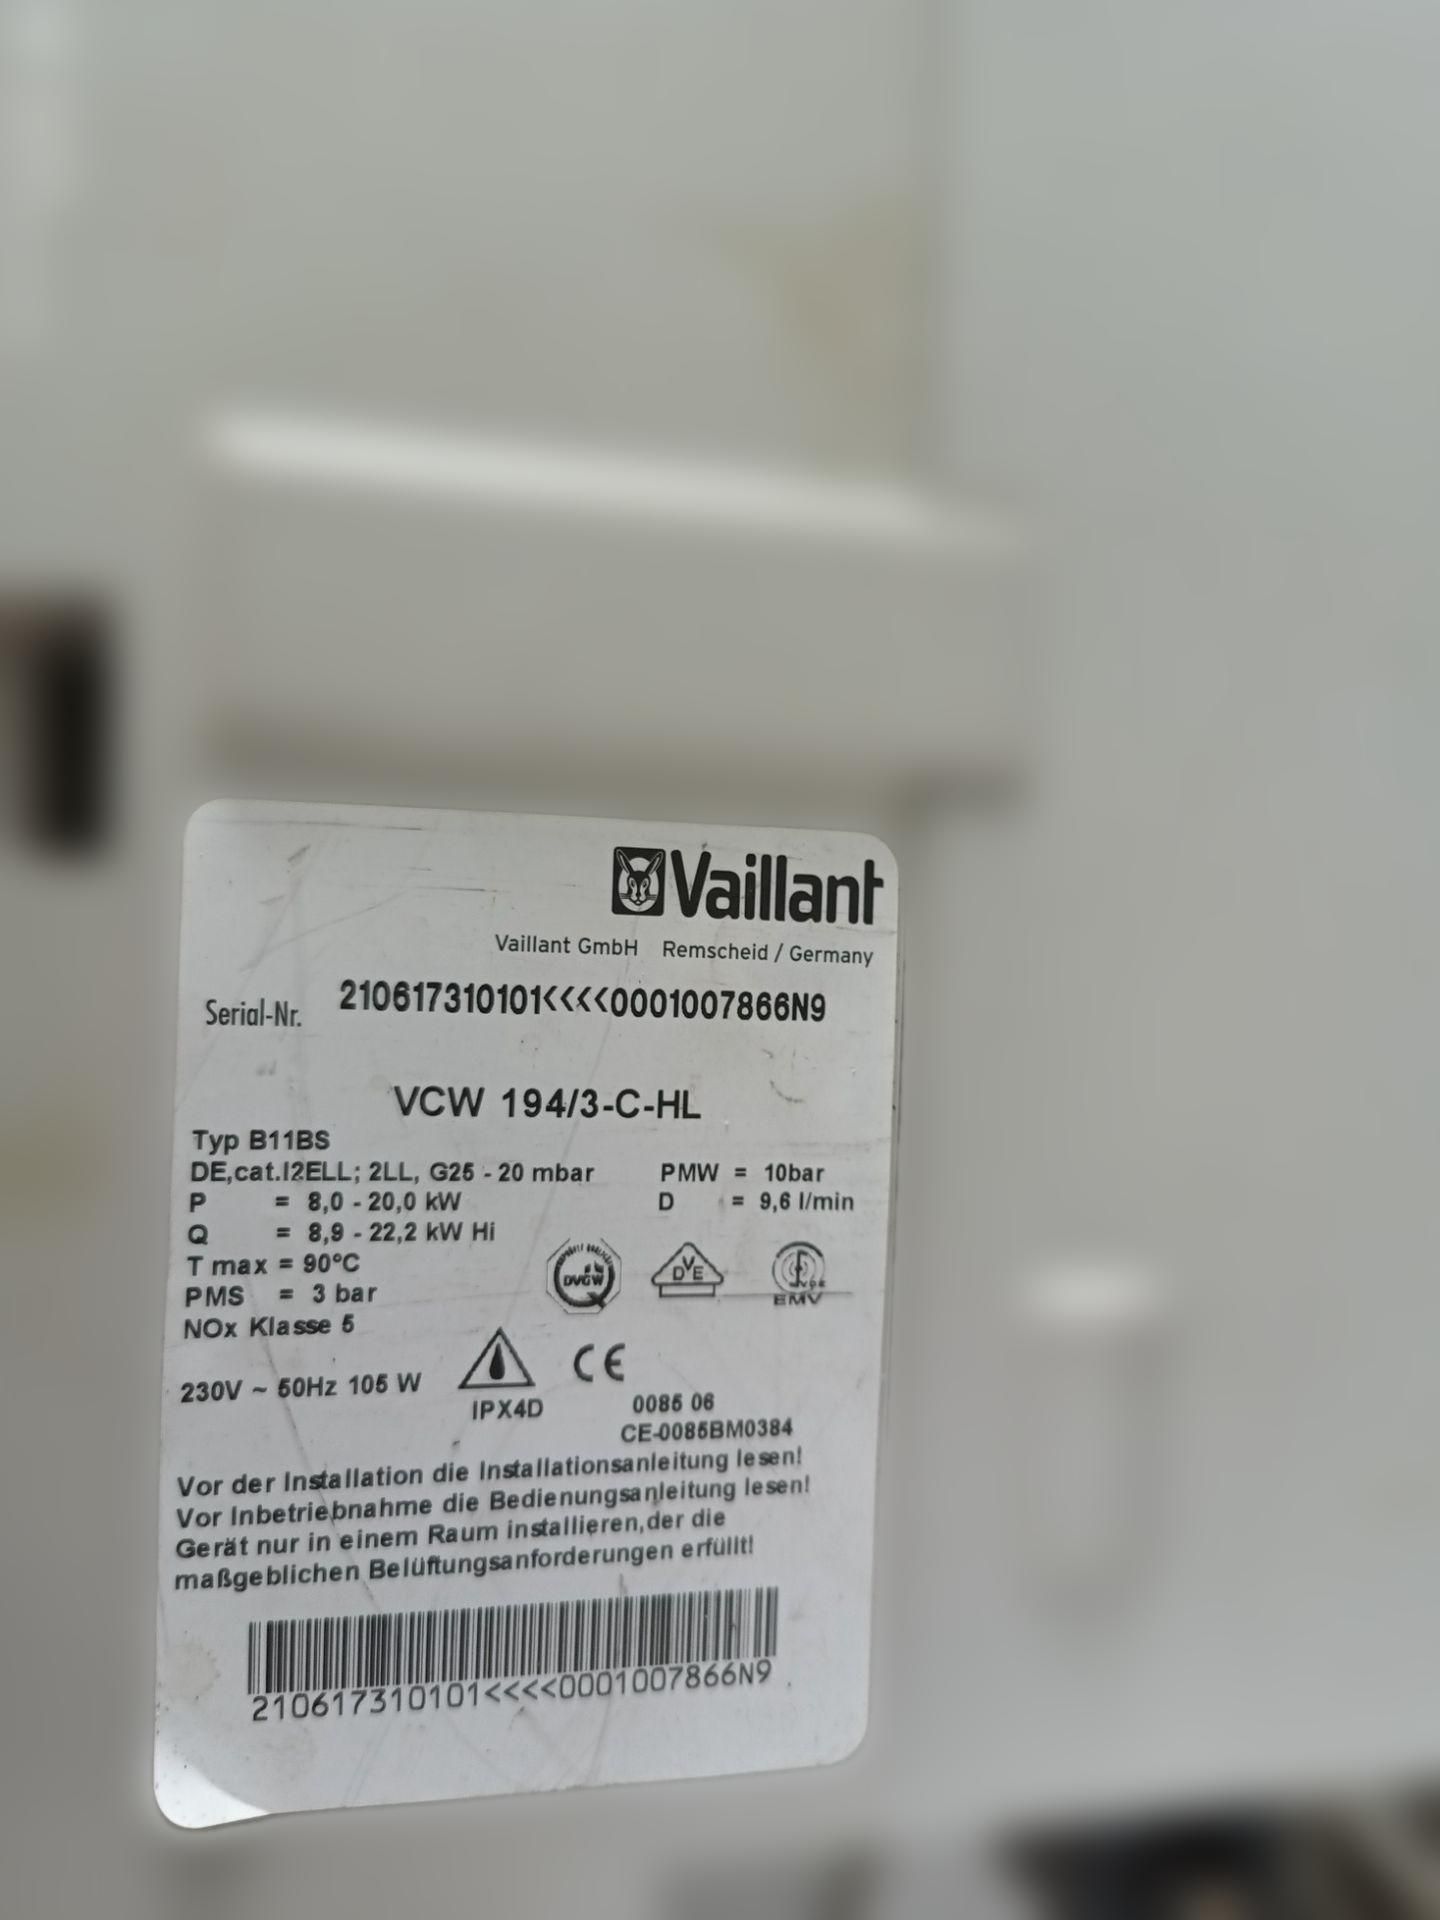 Vaillant
Vaillant GmbH Remscheid / Germany
Serial-Nr. 210617310101<<<<0001007866N9
VCW 194/3-C-HL
Typ B11BS
DE,cat.I2ELL; 2LL, G25 - 20 mbar PMW = 10bar
P = 8,0 - 20,0 kW D = 9,6 l/min
Q = 8,9 - 22,2 kW Hi
T max = 90°C
PMS = 3 bar
NOx Klasse 5
DVGW
DVE
EMV
230V ~ 50Hz 105 W
CE
IPX4D
0085 06
CE-0085BM0384
Vor der Installation die Installationsanleitung lesen!
Vor Inbetriebnahme die Bedienungsanleitung lesen!
Gerät nur in einem Raum installieren,der die
maßgeblichen Belüftungsanforderungen erfüllt!
210617310101<<<<0001007866N9